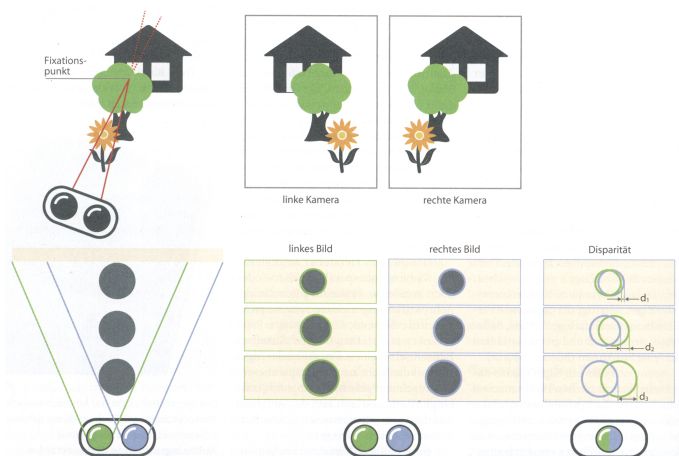 Fixations-
punkt
linke Kamera
rechte Kamera
linkes Bild
rechtes Bild
Disparität
d₁
d₂
d₃